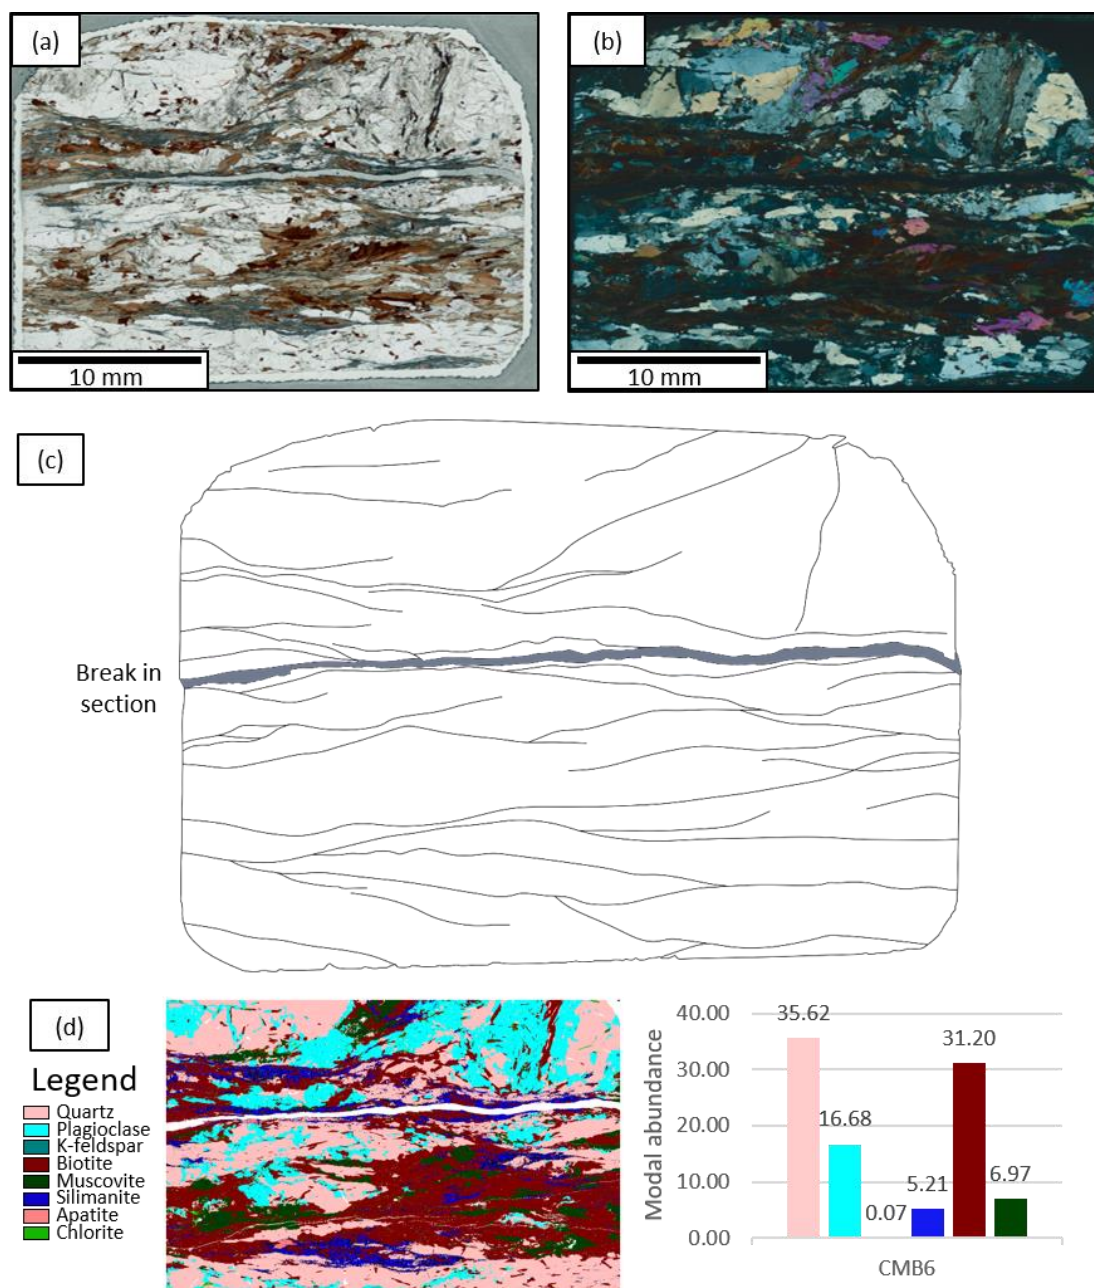 (a)
10 mm
(b)
10 mm
(c)
Break in
section
(d)
Legend
Quartz
Plagioclase
K-feldspar
Biotite
Muscovite
Silimanite
Apatite
Chlorite
Modal abundance
40.00
30.00
20.00
10.00
0.00
35.62
16.68
0.07
5.21
31.20
6.97
CMB6